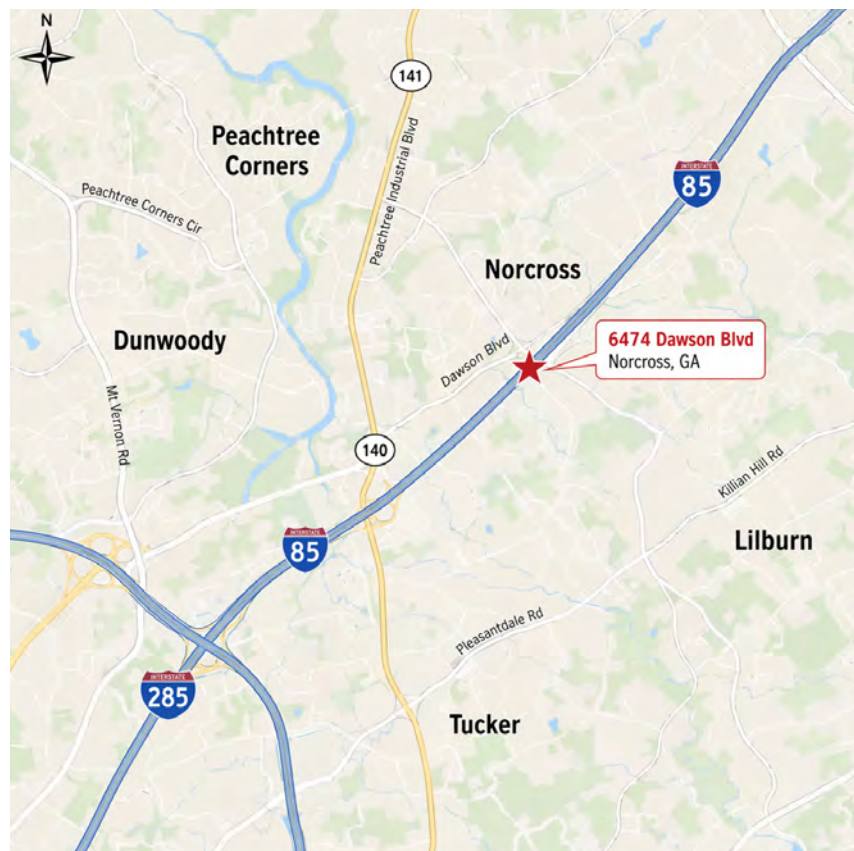 N
141
Peachtree
Corners
Peachtree Industrial Blvd
INTERSTATE
85
Peachtree Corners Cir
Norcross
Dunwoody
Dawson Blvd
6474 Dawson Blvd
Norcross, GA
Mt Vernon Rd
140
Killian Hill Rd
INTERSTATE
85
Lilburn
Pleasantdale Rd
INTERSTATE
285
Tucker